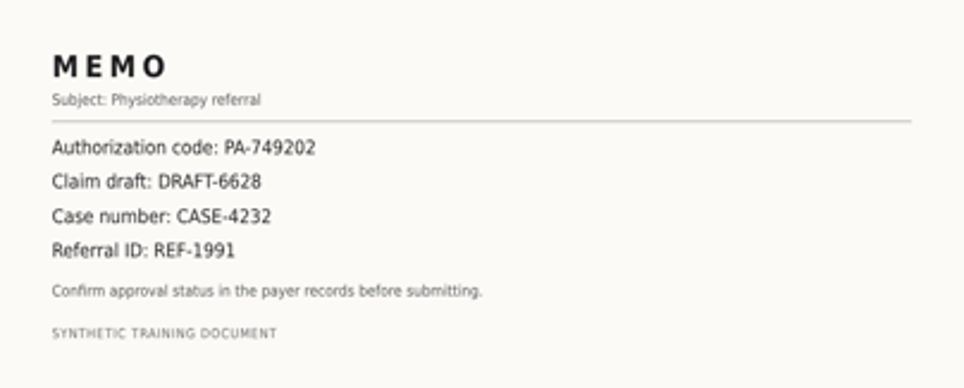 MEMO
Subject: Physiotherapy referral
Authorization code: PA-749202
Claim draft: DRAFT-6628
Case number: CASE-4232
Referral ID: REF-1991
Confirm approval status in the payer records before submitting.
SYNTHETIC TRAINING DOCUMENT